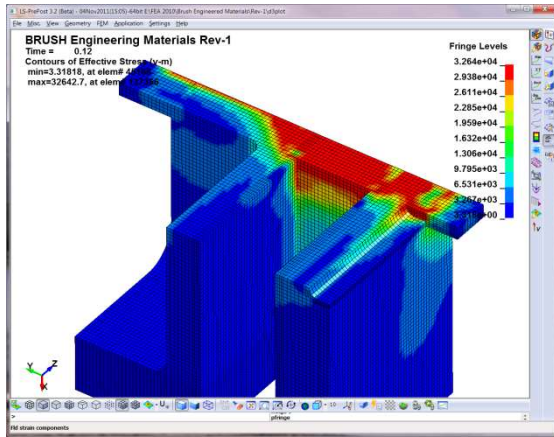 LS-PrePost 3.2 (Beta) - 04Nov2011(13:05)-64bit E:\FEA 2010\Brush Engineered Materials\Rev-1\d3plot
File Misc. View Geometry FEM Application Settings Help
BRUSH Engineering Materials Rev-1
Time = 0.12
Contours of Effective Stress (v-m)
min=3.31818, at elem#
max=32642.7, at elem#
Fringe Levels
3.264e+04
2.938e+04
2.611e+04
2.285e+04
1.959e+04
1.632e+04
1.306e+04
9.795e+03
6.531e+03
3.267e+03
Y
Z
X
>
pfringe
Fld strain components